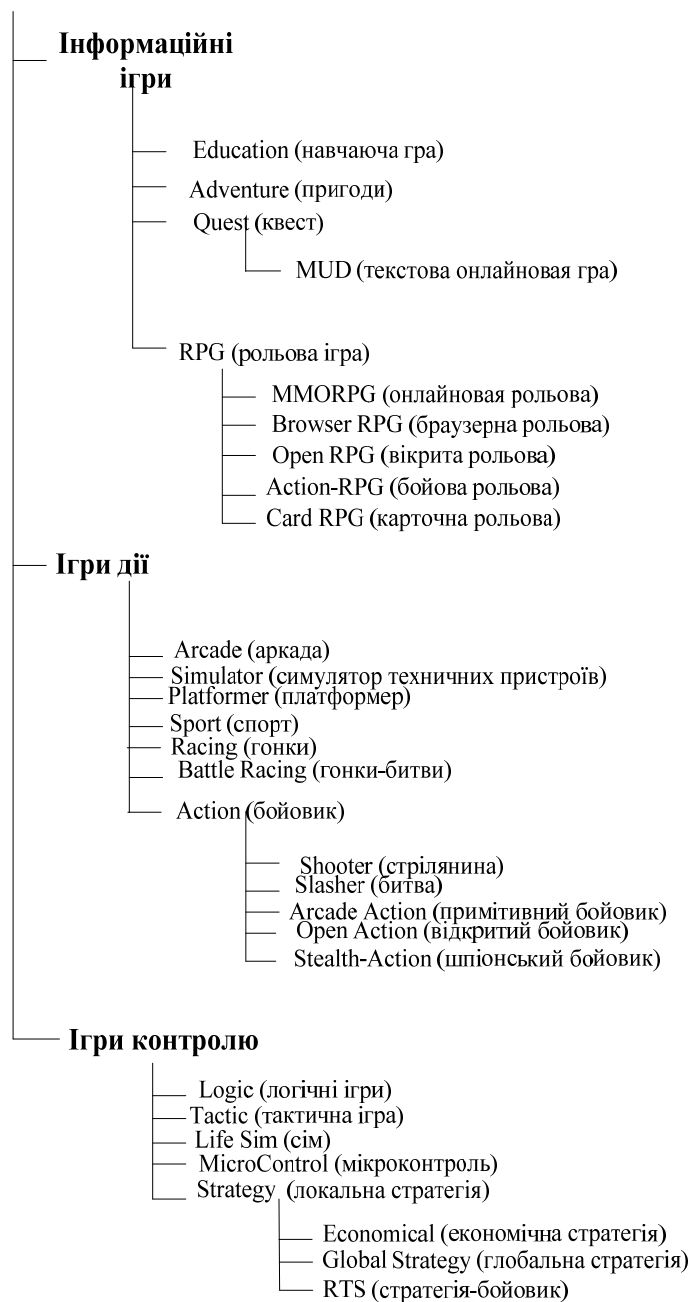 Інформаційні
ігри
Education (навчаюча гра)
Adventure (пригоди)
Quest (квест)
MUD (текстова онлайнова гра)
RPG (рольова ігра)
MMORPG (онлайнова рольова)
Browser RPG (браузерна рольова)
Open RPG (вікрита рольова)
Action-RPG (бойова рольова)
Card RPG (карточна рольова)
Ігри дії
Arcade (аркада)
Simulator (симулятор техничних пристроїв)
Platformer (платформер)
Sport (спорт)
Racing (гонки)
Battle Racing (гонки-битви)
Action (бойовик)
Shooter (стрілянина)
Slasher (битва)
Arcade Action (примітивний бойовик)
Open Action (відкритий бойовик)
Stealth-Action (шпіонський бойовик)
Ігри контролю
Logic (логічні ігри)
Tactic (тактична ігра)
Life Sim (сім)
MicroControl (мікроконтроль)
Strategy (локальна стратегія)
Economical (економічна стратегія)
Global Strategy (глобальна стратегія)
RTS (стратегія-бойовик)